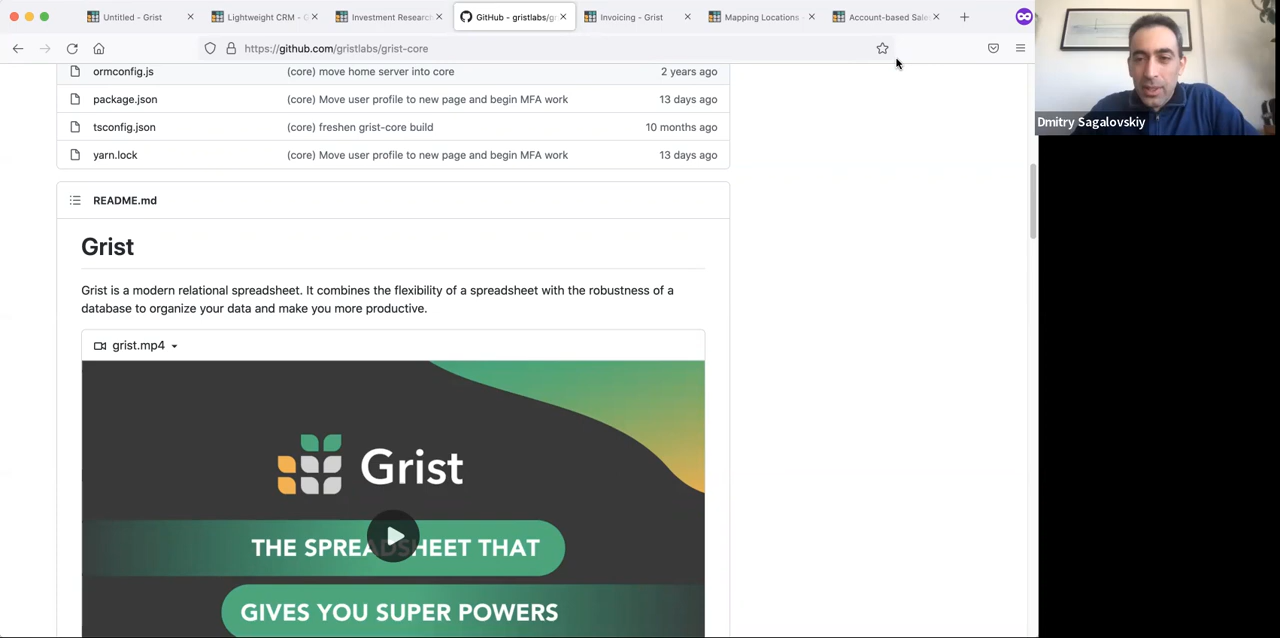 Untitled - Grist
Lightweight CRM - G
Investment Research
GitHub - gristlabs/gr
Invoicing - Grist
Mapping Locations -
Account-based Sale
https://github.com/gristlabs/grist-core
ormconfig.js (core) move home server into core 2 years ago
package.json (core) Move user profile to new page and begin MFA work 13 days ago
tsconfig.json (core) freshen grist-core build 10 months ago
yarn.lock (core) Move user profile to new page and begin MFA work 13 days ago
README.md
Grist
Grist is a modern relational spreadsheet. It combines the flexibility of a spreadsheet with the robustness of a
database to organize your data and make you more productive.
grist.mp4
Grist
THE SPREADSHEET THAT
GIVES YOU SUPER POWERS
Dmitry Sagalovskiy